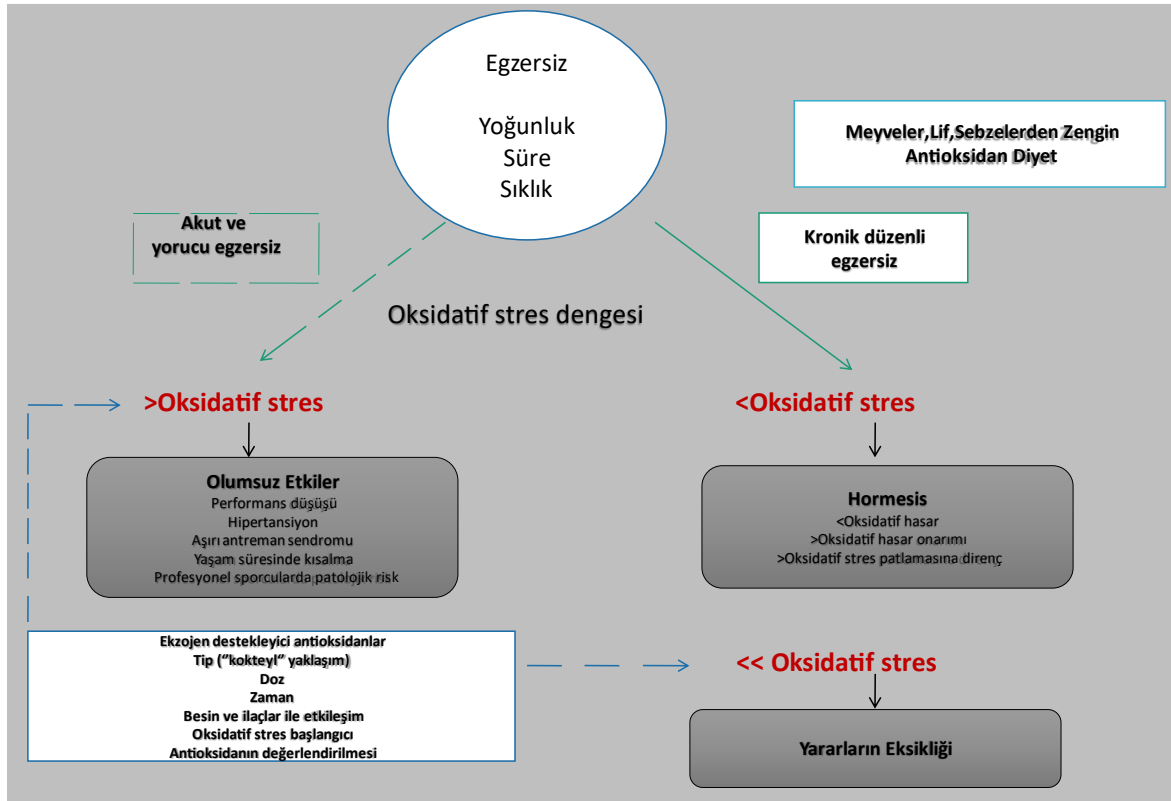 Egzersiz
Yoğunluk
Süre
Sıklık
Meyveler,Lif,Sebzelerden Zengin
Antioksidan Diyet
Akut ve
yorucu egzersiz
Kronik düzenli
egzersiz
Oksidatif stres dengesi
>Oksidatif stres
<Oksidatif stres
Olumsuz Etkiler
Performans düşüşü
Hipertansiyon
Aşırı antreman sendromu
Yaşam süresinde kısalma
Profesyonel sporcularda patolojik risk
Hormesis
<Oksidatif hasar
>Oksidatif hasar onarımı
>Oksidatif stres patlamasına direnç
Ekzojen destekleyici antioksidanlar
Tip (“kokteyl” yaklaşım)
Doz
Zaman
Besin ve ilaçlar ile etkileşim
Oksidatif stres başlangıcı
Antioksidanın değerlendirilmesi
<< Oksidatif stres
Yararların Eksikliği